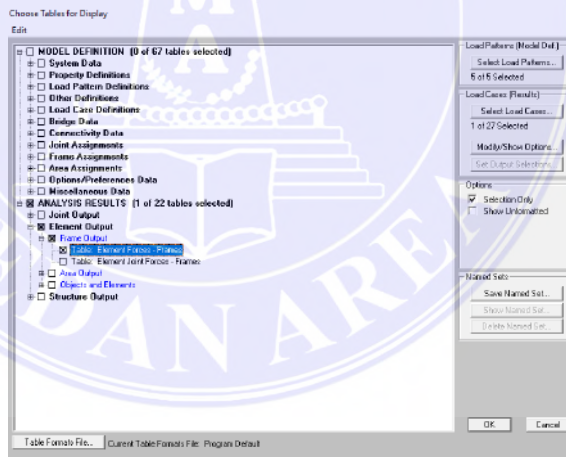 Choose Tables for Display
Edit
MODEL DEFINITION (0 of 67 tables selected)
System Data
Property Definitions
Load Pattern Definitions
Other Definitions
Load Case Definitions
Bridge Data
Connectivity Data
Joint Assignments
Frame Assignments
Area Assignments
Options/Preferences Data
Miscellaneous Data
ANALYSIS RESULTS (1 of 22 tables selected)
Joint Output
Element Output
Frame Output
Table: Element Forces - Frames
Table: Element Joint Forces - Frames
Area Output
Objects and Elements
Structure Output
Table Formats File...
Current Table Formats File: Program Default
Load Patterns (Model Def.)
Select Load Patterns...
5 of 5 Selected
Load Cases (Results)
Select Load Cases...
1 of 27 Selected
Modify/Show Options...
Set Output Selections...
Options
Selection Only
Show Unformatted
Named Sets
Save Named Set...
Show Named Set...
Delete Named Set...
OK
Cancel
DAN AREA